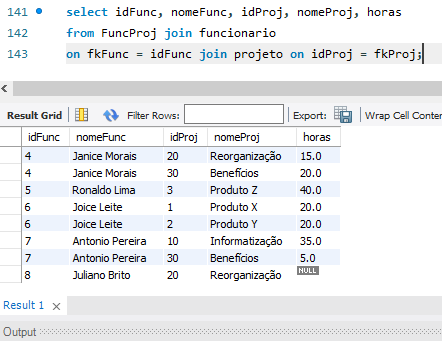 141 select idFunc, nomeFunc, idProj, nomeProj, horas
142 from FuncProj join funcionario
143 on fkFunc = idFunc join projeto on idProj = fkProj;
Result Grid Filter Rows: Export: Wrap Cell Conten
idFunc nomeFunc idProj nomeProj horas
4 Janice Morais 20 Reorganização 15.0
4 Janice Morais 30 Benefícios 20.0
5 Ronaldo Lima 3 Produto Z 40.0
6 Joice Leite 1 Produto X 20.0
6 Joice Leite 2 Produto Y 20.0
7 Antonio Pereira 10 Informatização 35.0
7 Antonio Pereira 30 Benefícios 5.0
8 Juliano Brito 20 Reorganização NULL
Result 1
Output